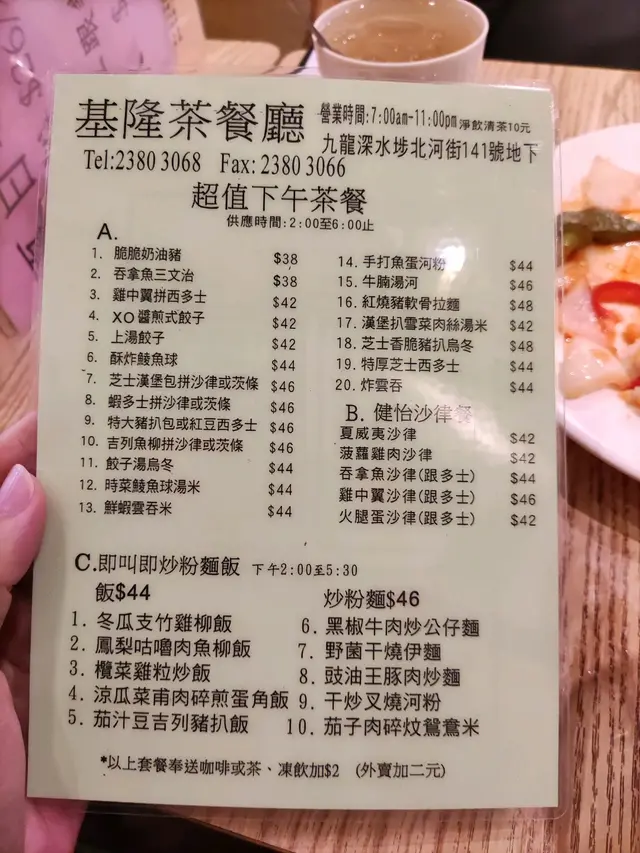 基隆茶餐廳
營業時間:7:00am-11:00pm 淨飲清茶10元
九龍深水埗北河街141號地下
Tel:2380 3068 Fax: 2380 3066
超值下午茶餐
供應時間:2:00至6:00止
A.
1. 脆脆奶油豬 $38
2. 吞拿魚三文治 $38
3. 雞中翼拼西多士 $42
4. XO醬煎式餃子 $42
5. 上湯餃子 $42
6. 酥炸鯪魚球 $44
7. 芝士漢堡包拼沙律或茨條 $46
8. 蝦多士拼沙律或茨條 $46
9. 特大豬扒包或紅豆西多士 $46
10. 吉列魚柳拼沙律或茨條 $46
11. 餃子湯烏冬 $44
12. 時菜鯪魚球湯米 $44
13. 鮮蝦雲吞米 $44
14. 手打魚蛋河粉 $44
15. 牛腩湯河 $46
16. 紅燒豬軟骨拉麵 $48
17. 漢堡扒雪菜肉絲湯米 $42
18. 芝士香脆豬扒烏冬 $48
19. 特厚芝士西多士 $44
20. 炸雲吞 $44
B. 健怡沙律餐
夏威夷沙律 $42
菠蘿雞肉沙律 $42
吞拿魚沙律(跟多士) $44
雞中翼沙律(跟多士) $46
火腿蛋沙律(跟多士) $42
C.即叫即炒粉麵飯 下午2:00至5:30
飯$44
1. 冬瓜支竹雞柳飯
2. 鳳梨咕嚕肉魚柳飯
3. 欖菜雞粒炒飯
4. 涼瓜菜甫肉碎煎蛋角飯
5. 茄汁豆吉列豬扒飯
炒粉麵$46
6. 黑椒牛肉炒公仔麵
7. 野菌干燒伊麵
8. 豉油王豚肉炒麵
9. 干炒叉燒河粉
10. 茄子肉碎炆鴛鴦米
*以上套餐奉送咖啡或茶、凍飲加$2 (外賣加二元)